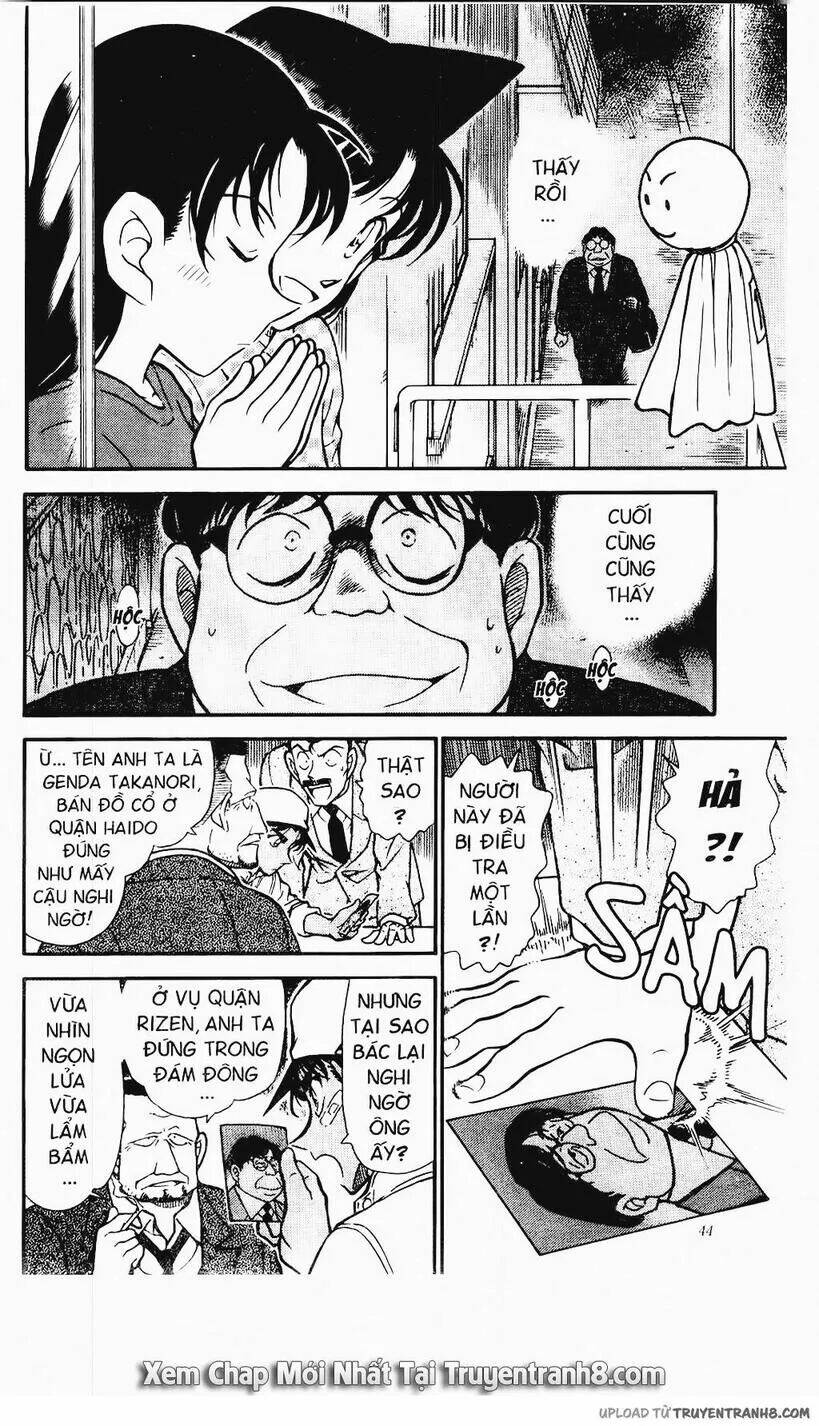 THẤY
RỒI
...
CUỐI
CÙNG
CŨNG
THẤY
...
HỘC
HỘC
HỘC
Ừ... TÊN ANH TA LÀ
GENDA TAKANORI,
BÁN ĐỒ CỔ Ở
QUẬN HAIDO
ĐÚNG
NHƯ MẤY
CẬU NGHI
NGỜ!
THẬT
SAO
?
NGƯỜI
NÀY ĐÃ
BỊ ĐIỀU
TRA
MỘT
LẦN
?!
HẢ
?!
SẦM
VỪA
NHÌN
NGỌN
LỬA
VỪA
LẨM
BẨM
...
Ở VỤ QUẬN
RIZEN, ANH TA
ĐỨNG TRONG
ĐÁM ĐÔNG
...
NHƯNG
TẠI SAO
BÁC LẠI
NGHI
NGỜ
ÔNG
ẤY?
44
Xem Chap Mới Nhất Tại Truyentranh8.com
UPLOAD TỪ TRUYENTRANH8.COM